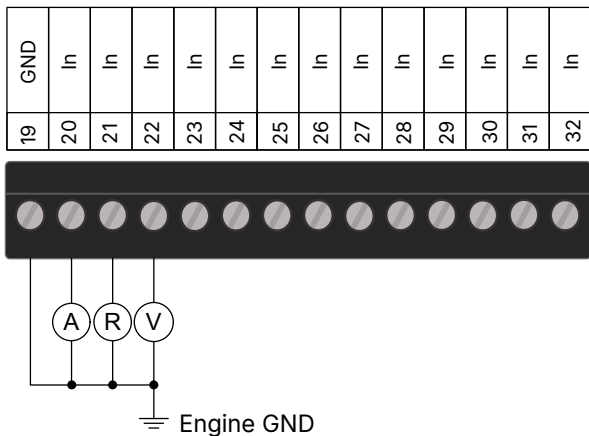 GND In In In In In In In In In In In In In
19 20 21 22 23 24 25 26 27 28 29 30 31 32
A R V
Engine GND